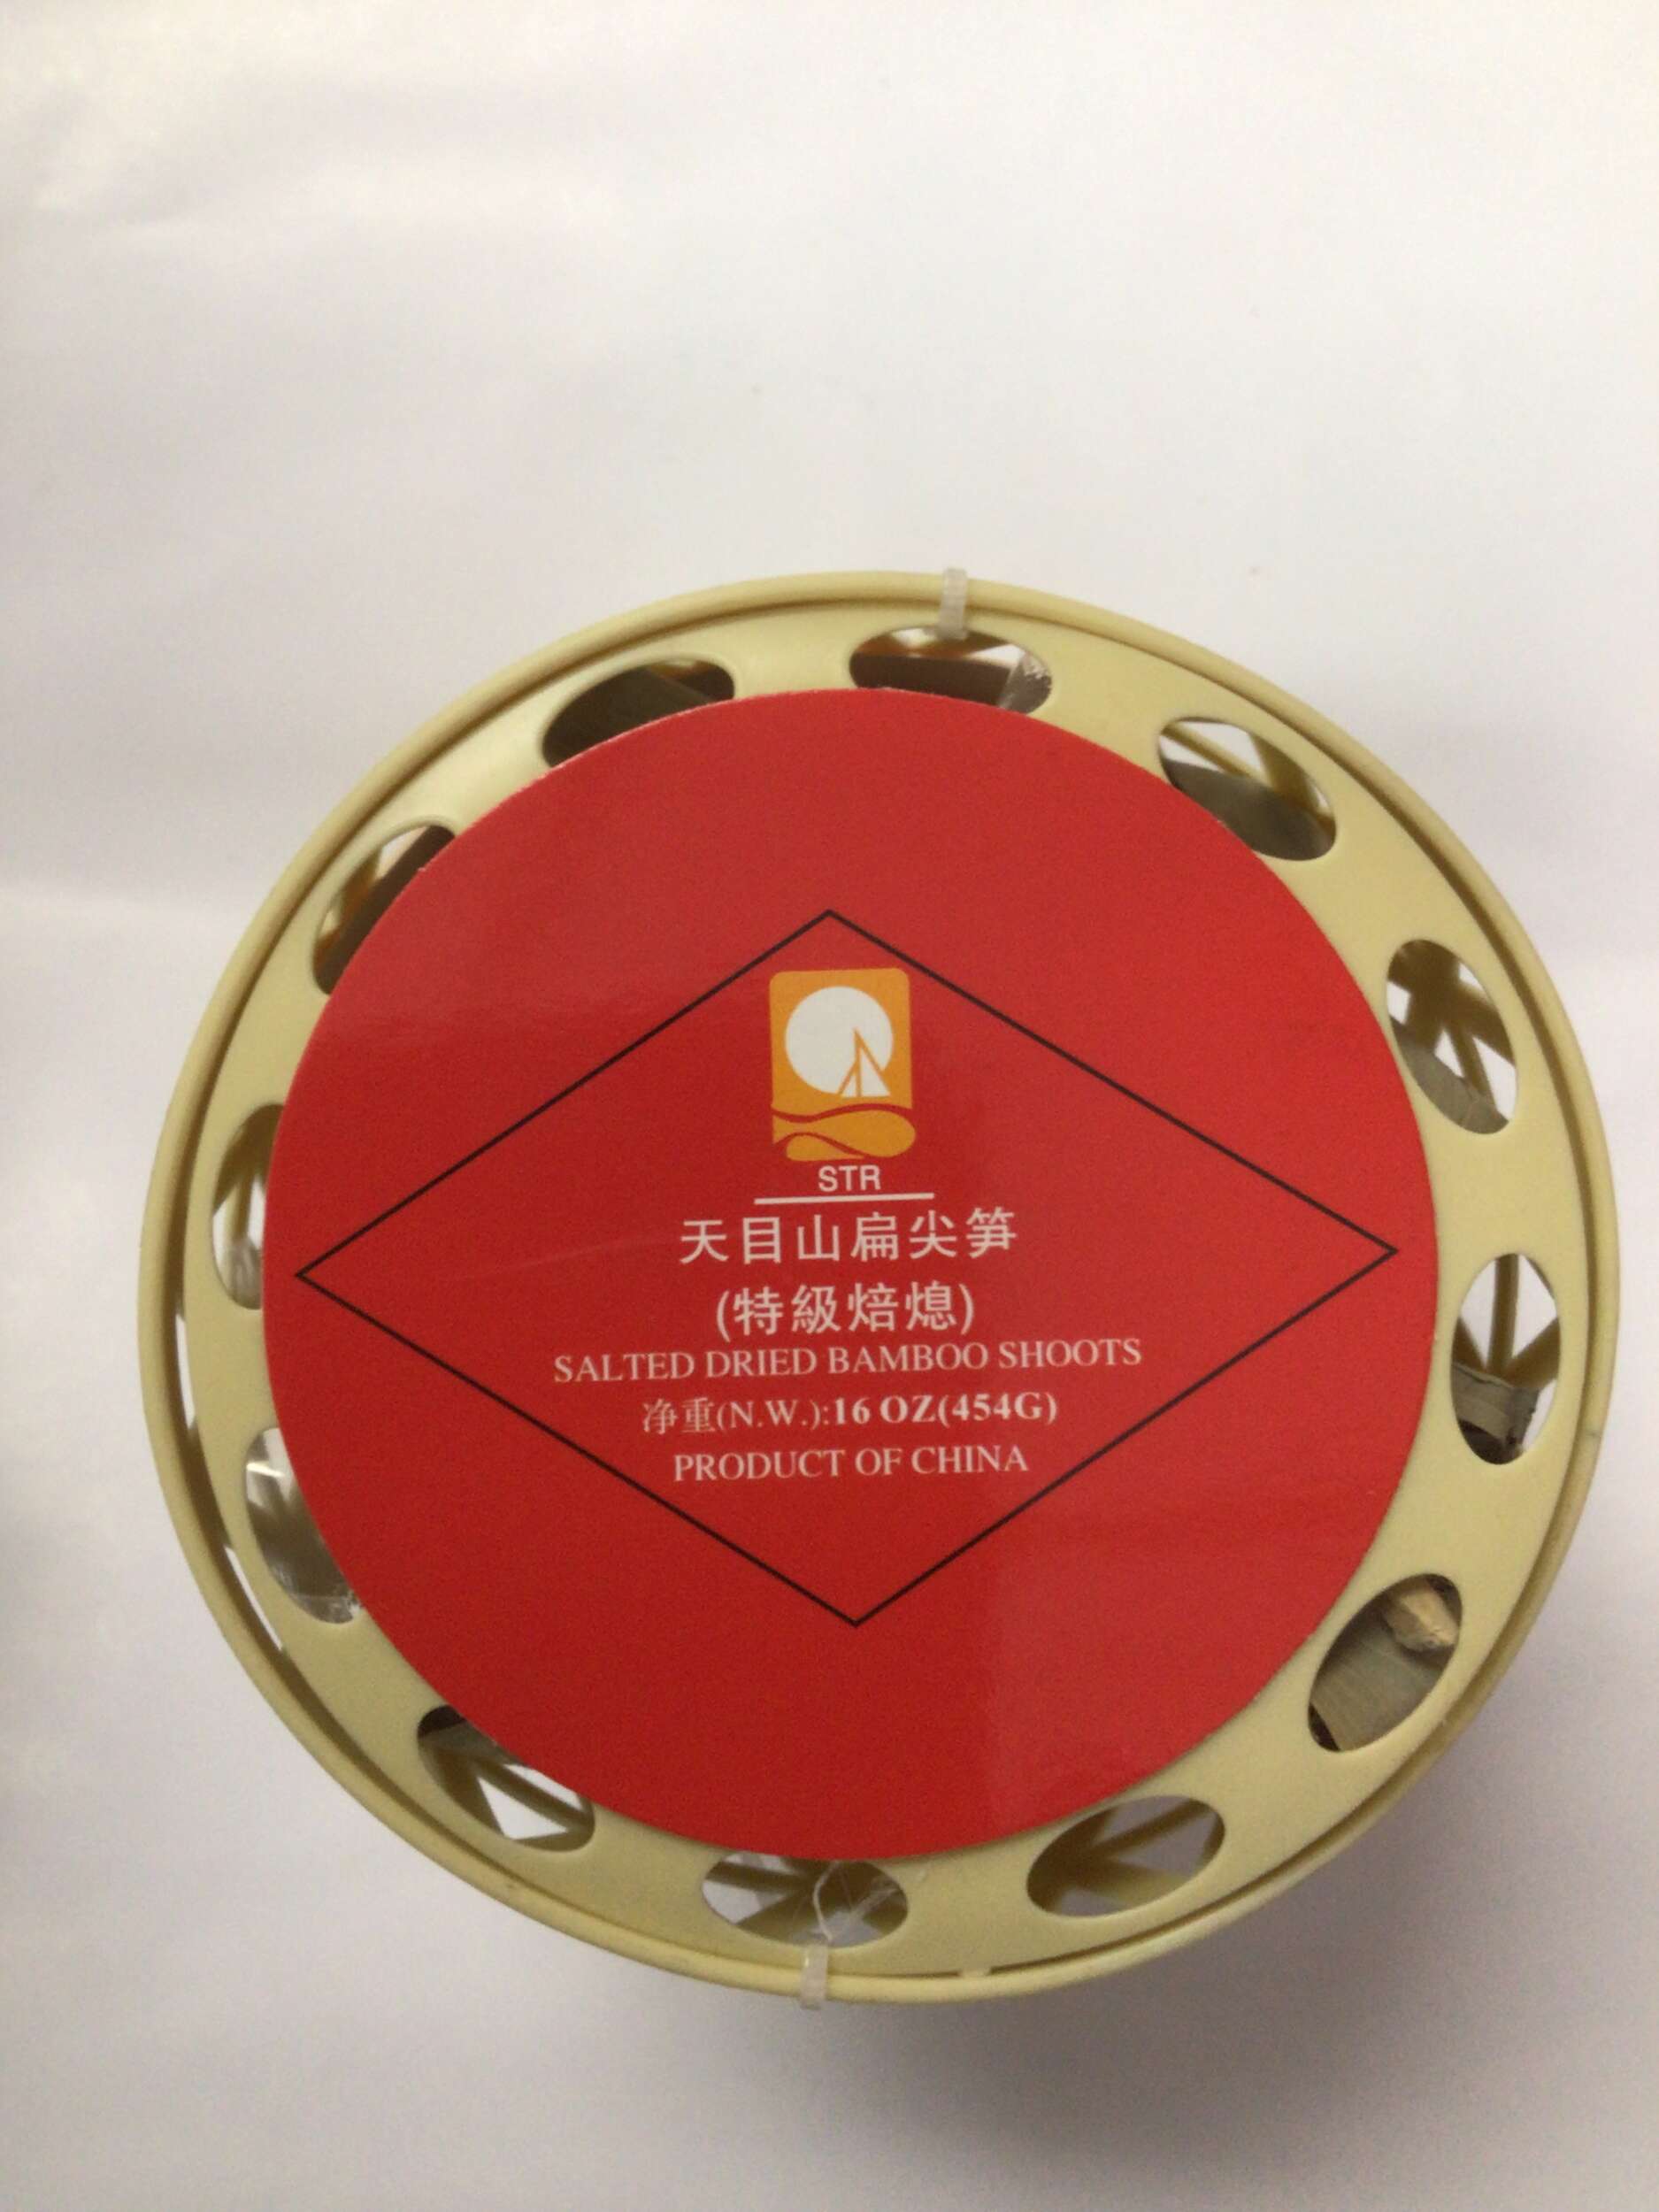 STR
天目山扁尖笋
(特級焙熄)
SALTED DRIED BAMBOO SHOOTS
净重(N.W.):16 OZ(454G)
PRODUCT OF CHINA